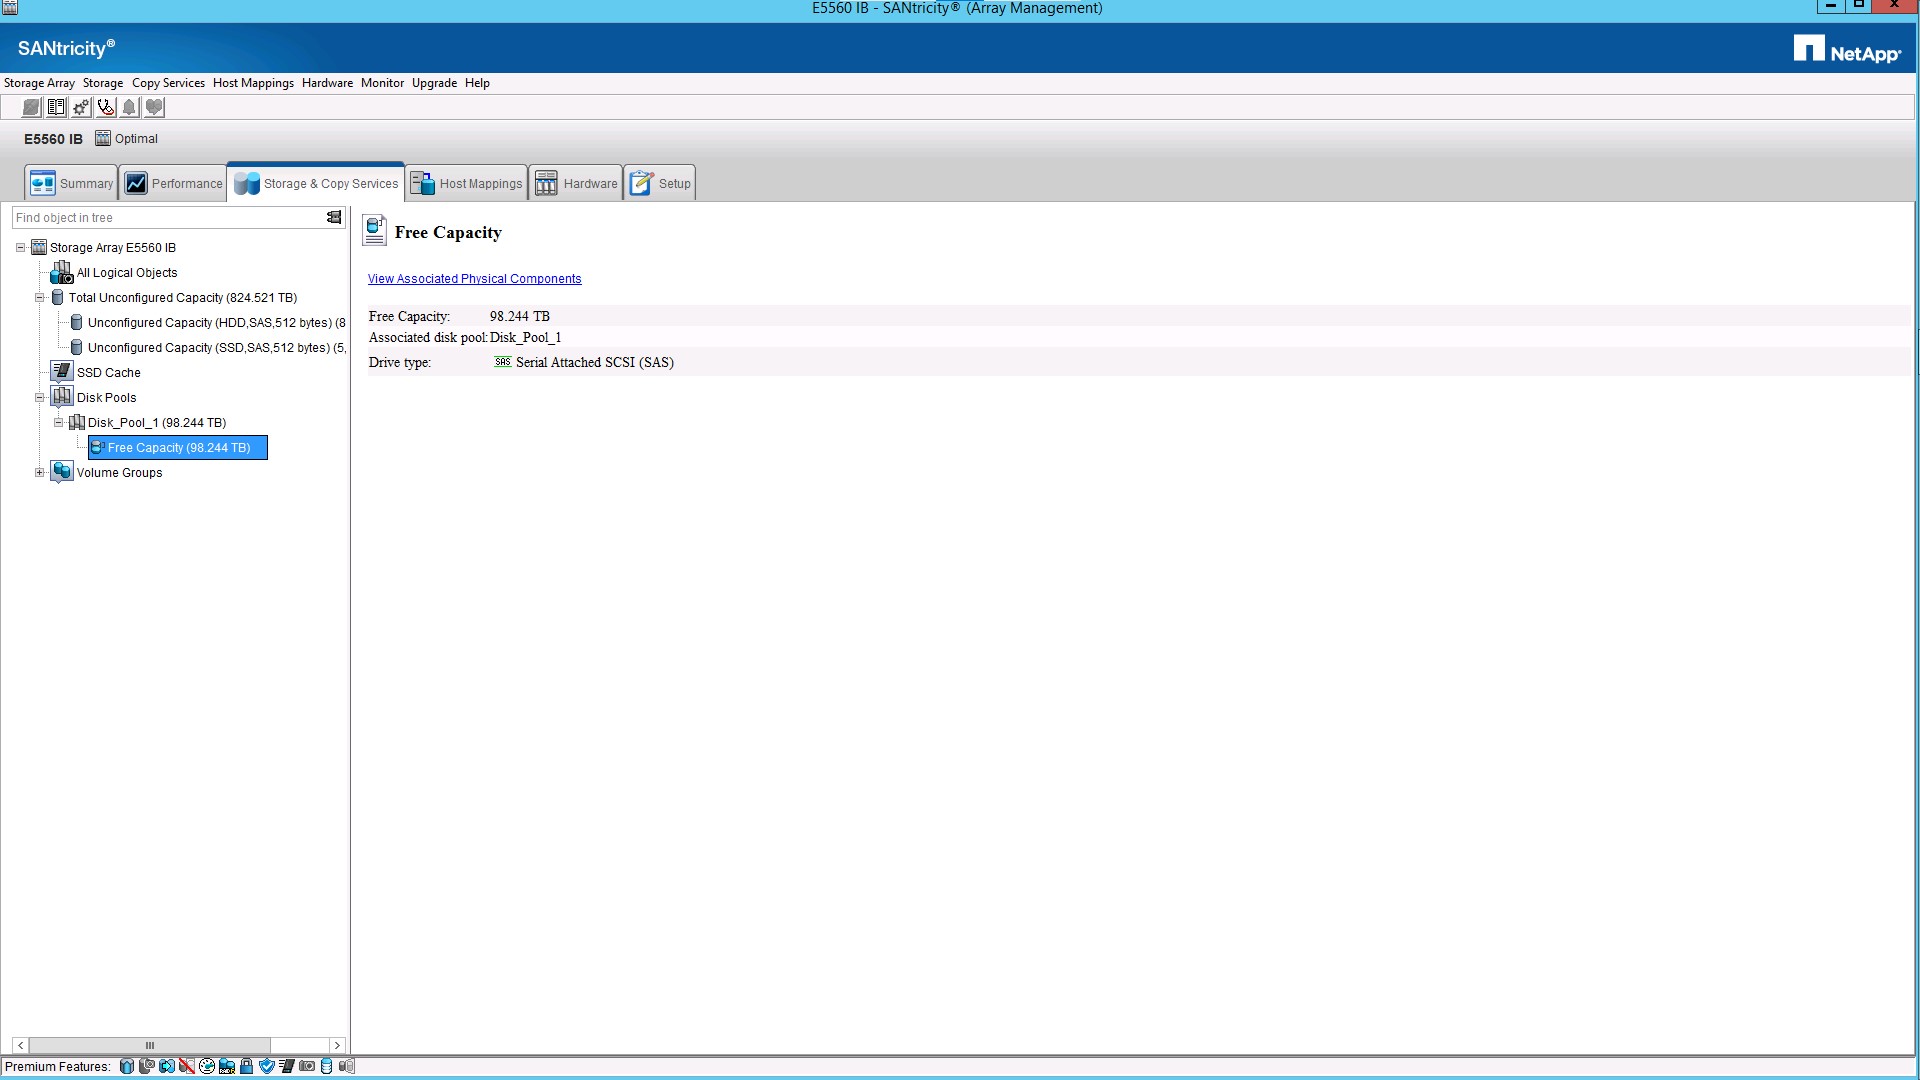 E5560 IB - SANtricity® (Array Management)
SANtricity®
NetApp
Storage Array Storage Copy Services Host Mappings Hardware Monitor Upgrade Help
E5560 IB Optimal
Summary Performance Storage & Copy Services Host Mappings Hardware Setup
Find object in tree
Storage Array E5560 IB
All Logical Objects
Total Unconfigured Capacity (824.521 TB)
Unconfigured Capacity (HDD,SAS,512 bytes) (8
Unconfigured Capacity (SSD,SAS,512 bytes) (5,
SSD Cache
Disk Pools
Disk_Pool_1 (98.244 TB)
Free Capacity (98.244 TB)
Volume Groups
Free Capacity
View Associated Physical Components
Free Capacity: 98.244 TB
Associated disk pool: Disk_Pool_1
Drive type: SAS Serial Attached SCSI (SAS)
Premium Features: